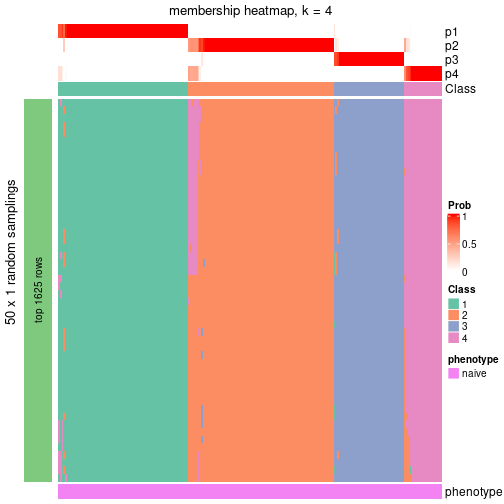 membership heatmap, k = 4
p1
p2
p3
p4
Class
50 x 1 random samplings
top 1625 rows
Prob
1
0.5
0
Class
1
2
3
4
phenotype
naive
phenotype